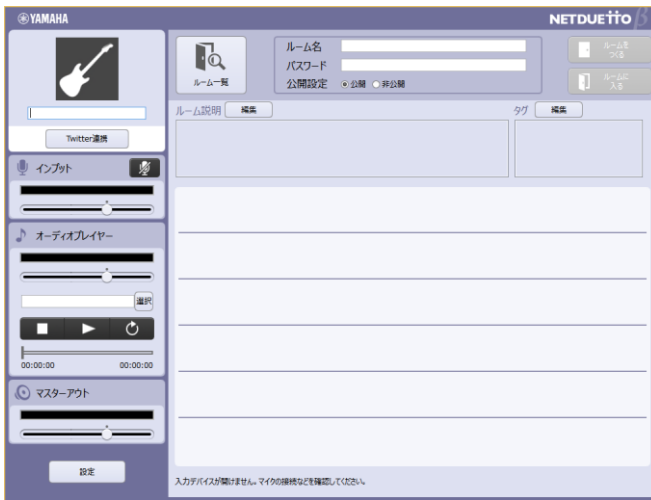 YAMAHA
NETDUETTO β
Twitter連携
インプット
オーディオプレイヤー
選択
00:00:00 00:00:00
マスターアウト
設定
ルーム一覧
ルーム名
パスワード
公開設定 公開 非公開
ルームを
つくる
ルームに
入る
ルーム説明 編集
タグ 編集
入力デバイスが開けません。マイクの接続などを確認してください。